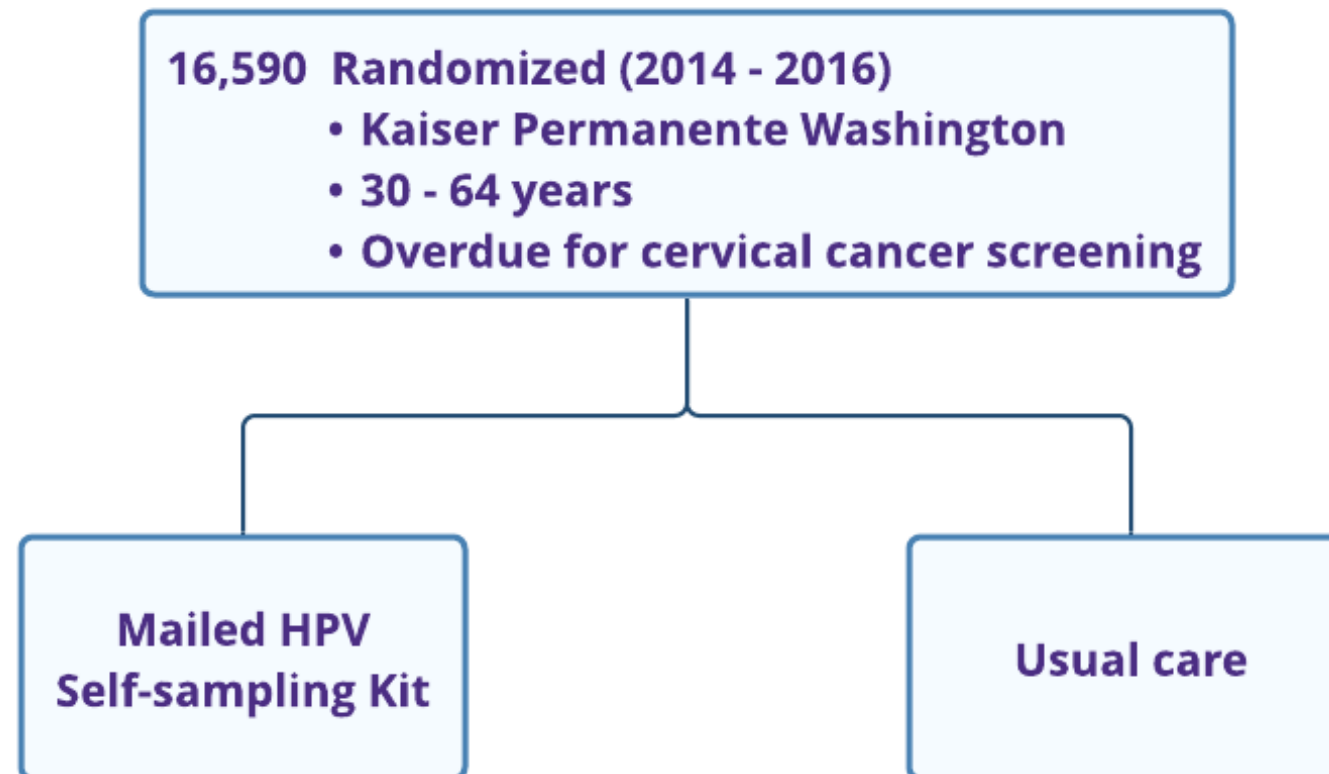 16,590 Randomized (2014 - 2016)
• Kaiser Permanente Washington
• 30 - 64 years
• Overdue for cervical cancer screening
Mailed HPV
Self-sampling Kit
Usual care